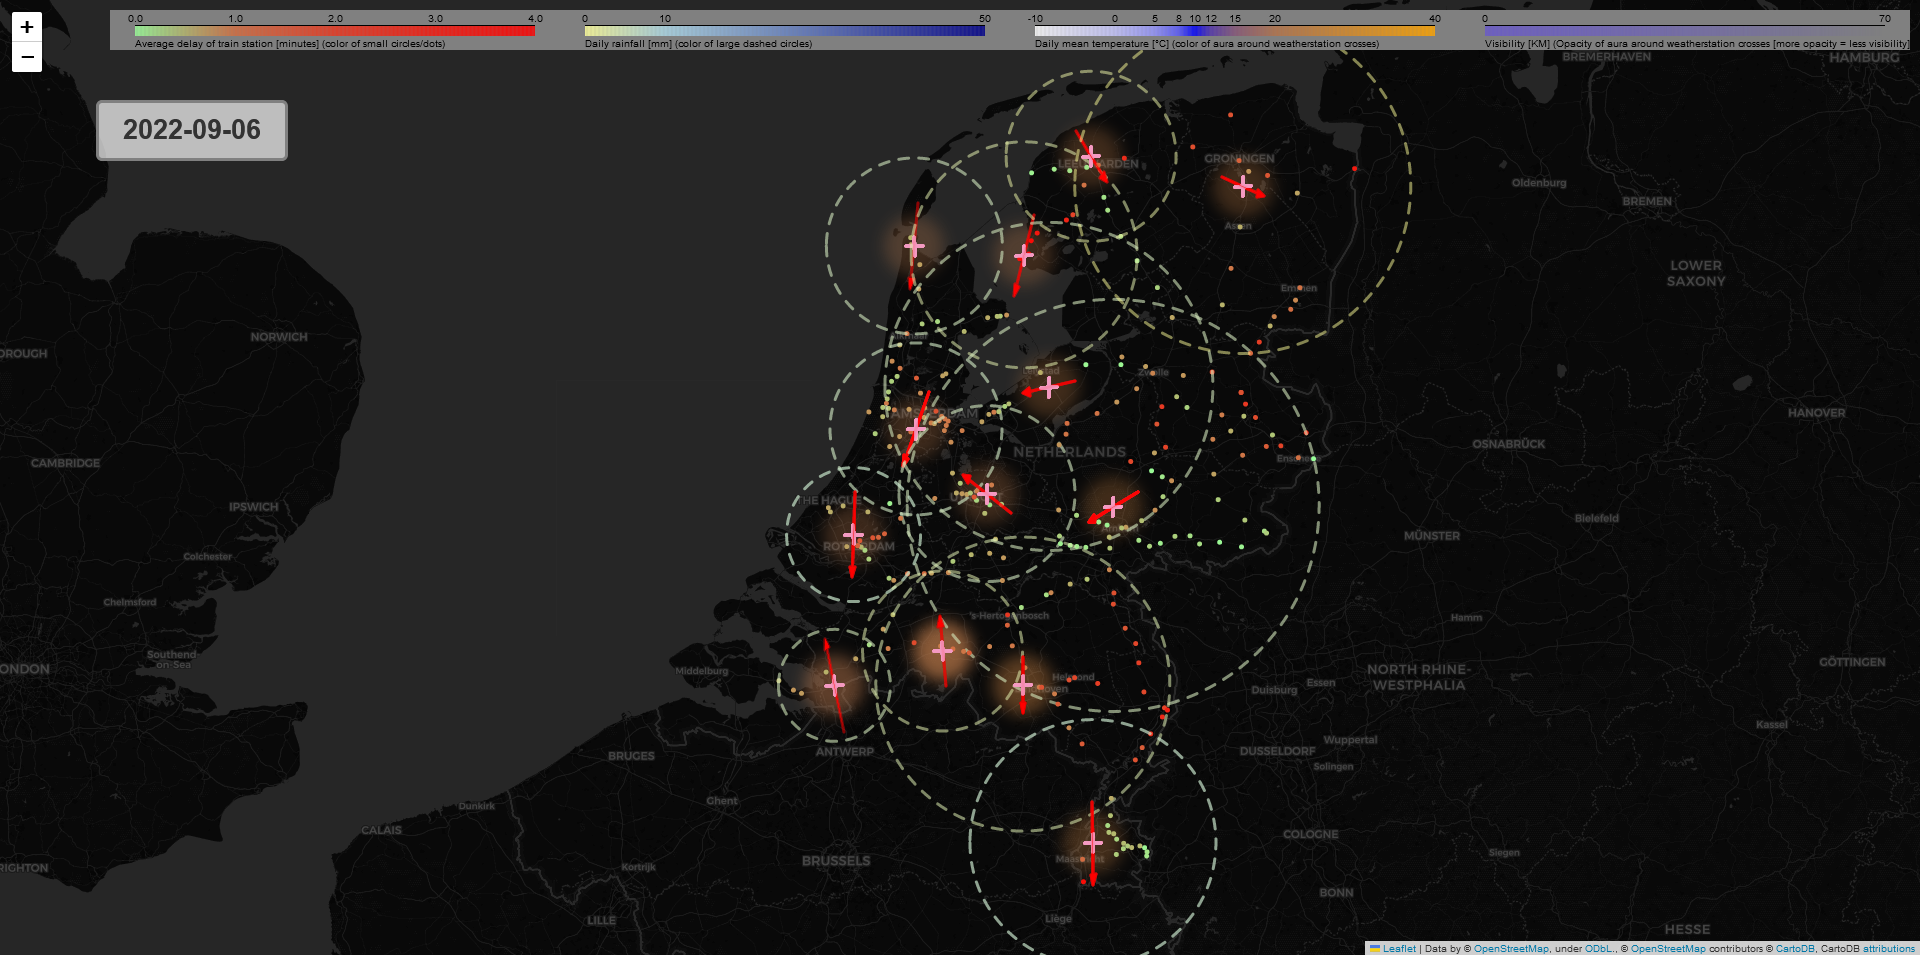 +
−
0.0 1.0 2.0 3.0 4.0
Average delay of train station [minutes] (color of small circles/dots)
0 10 50
Daily rainfall [mm] (color of large dashed circles)
-10 0 5 8 10 12 15 20 40
Daily mean temperature [°C] (color of aura around weatherstation crosses)
0 70
Visibility [KM] (Opacity of aura around weatherstation crosses [more opacity = less visibility]
2022-09-06
BREMERHAVEN
HAMBURG
GRONINGEN
Oldenburg
BREMEN
Assen
LOWER
SAXONY
Emmen
NORWICH
OROUGH
Zwolle
HANOVER
NETHERLANDS
OSNABRÜCK
CAMBRIDGE
THE HAGUE
IPSWICH
Bielefeld
MÜNSTER
Colchester
Chelmsford
's-Hertogenbosch
Hamm
Southend
-on-Sea
ONDON
Middelburg
Helmond
NORTH RHINE-
WESTPHALIA
GÖTTINGEN
Essen
Duisburg
Kassel
BRUGES
ANTWERP
DUSSELDORF
Wuppertal
Solingen
Ghent
Dunkirk
CALAIS
COLOGNE
Siegen
BRUSSELS
Maastricht
RIGHTON
Kortrijk
BONN
LILLE
Liège
HESSE
Leaflet | Data by © OpenStreetMap, under ODbL., © OpenStreetMap contributors © CartoDB, CartoDB attributions